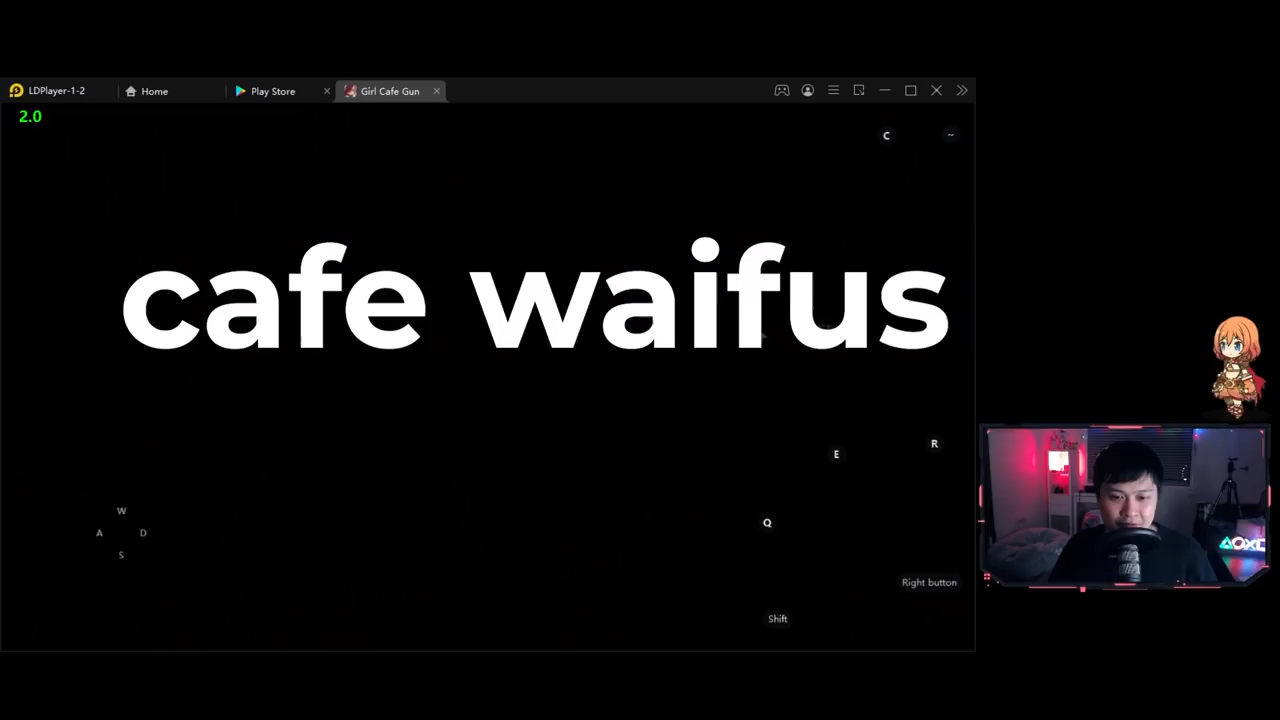 LDPlayer-1-2
Home
Play Store
Girl Cafe Gun
2.0
C
~
cafe waifus
R
E
W
Q
A
D
S
Right button
Shift